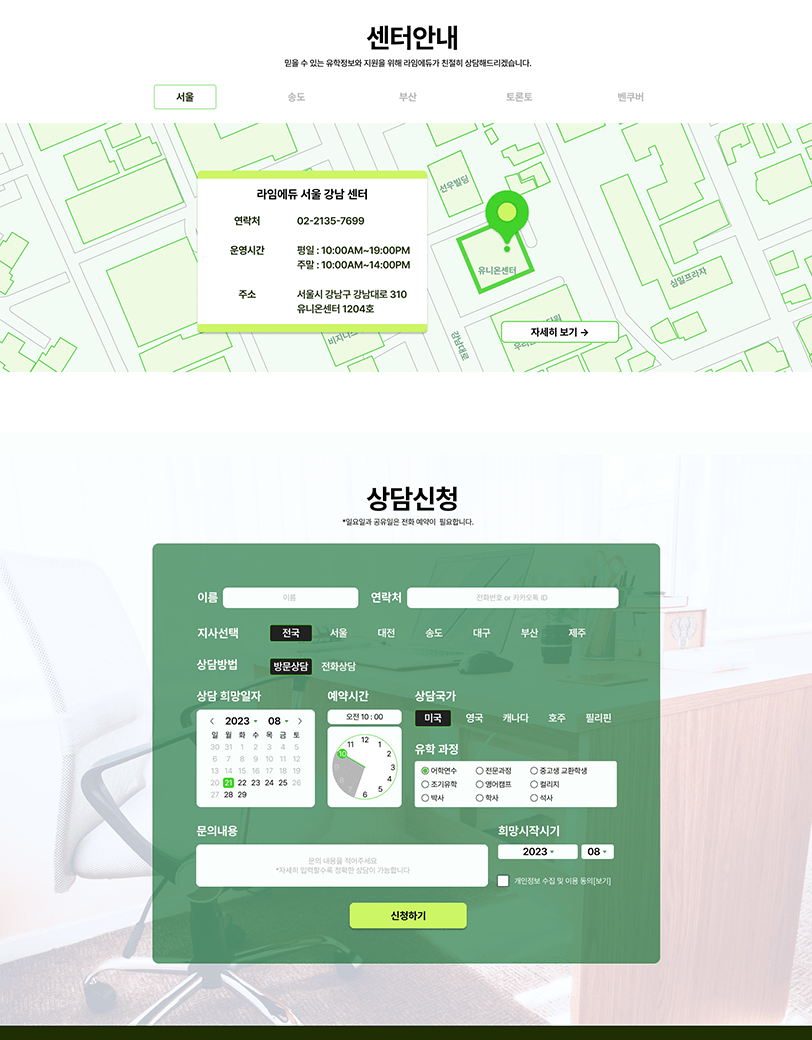 센터안내
믿을 수 있는 유학정보와 지원을 위해 라임에듀가 친절히 상담해드리겠습니다.
서울 송도 부산 토론토 벤쿠버
선우빌딩
라임에듀 서울 강남 센터
연락처 02-2135-7699
운영시간 평일 : 10:00AM~19:00PM
주말 : 10:00AM~14:00PM
유니온센터
삼일프라자
주소 서울시 강남구 강남대로 310
유니온센터 1204호
자세히 보기 →
강남대로
상담신청
*일요일과 공유일은 전화 예약이 필요합니다.
이름 이름 연락처 전화번호 or 카카오톡 ID
지사선택 전국 서울 대전 송도 대구 부산 제주
상담방법 방문상담 전화상담
상담 희망일자 예약시간 상담국가
< 2023 08 > 오전 10 : 00 미국 영국 캐나다 호주 필리핀
일 월 화 수 목 금 토
30 31 1 2 3 4 5
6 7 8 9 10 11 12
13 14 15 16 17 18 19
20 21 22 23 24 25 26
27 28 29
11 12 1
10 2
3
4
6 5
유학 과정
어학연수 전문과정 중고생 교환학생
조기유학 영어캠프 컬리지
박사 학사 석사
문의내용 희망시작시기
2023 08
문의 내용을 적어주세요
*자세히 입력할수록 정확한 상담이 가능합니다
개인정보 수집 및 이용 동의[보기]
신청하기